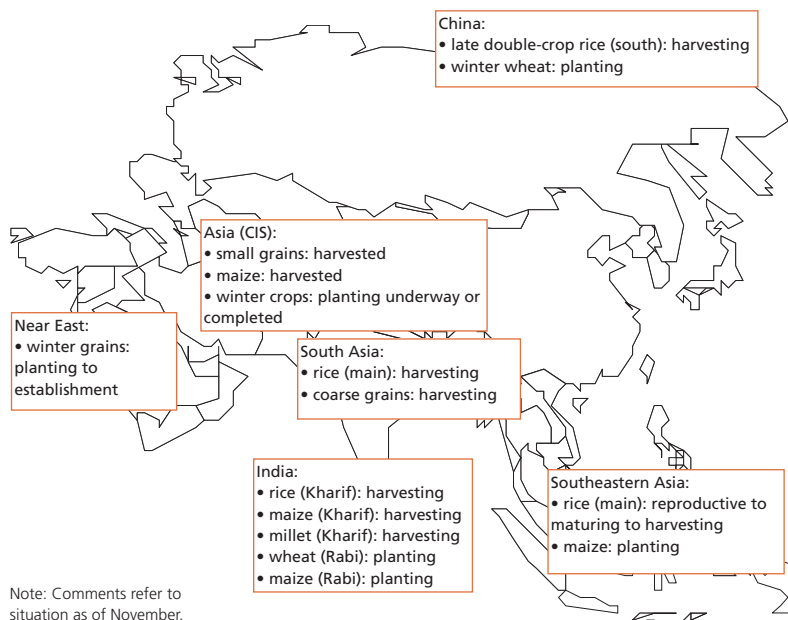 China:
• late double-crop rice (south): harvesting
• winter wheat: planting
Asia (CIS):
• small grains: harvested
• maize: harvested
• winter crops: planting underway or
completed
Near East:
• winter grains:
planting to
establishment
South Asia:
• rice (main): harvesting
• coarse grains: harvesting
India:
• rice (Kharif): harvesting
• maize (Kharif): harvesting
• millet (Kharif): harvesting
• wheat (Rabi): planting
• maize (Rabi): planting
Southeastern Asia:
• rice (main): reproductive to
maturing to harvesting
• maize: planting
Note: Comments refer to
situation as of November.